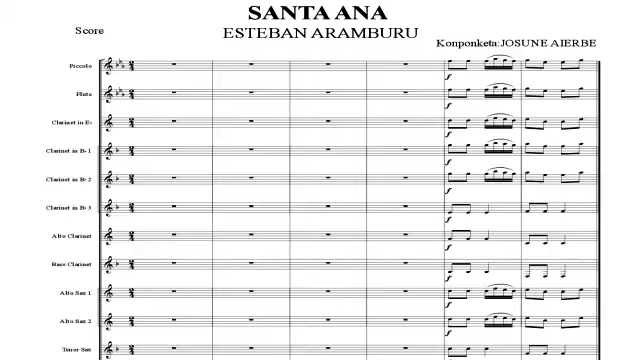 SANTA ANA
Score
ESTEBAN ARAMBURU
Konponketa:JOSUNE AIERBE
Piccolo
Flute
Clarinet in E♭
Clarinet in B♭ 1
Clarinet in B♭ 2
Clarinet in B♭ 3
Alto Clarinet
Bass Clarinet
Alto Sax 1
Alto Sax 2
Tenor Sax